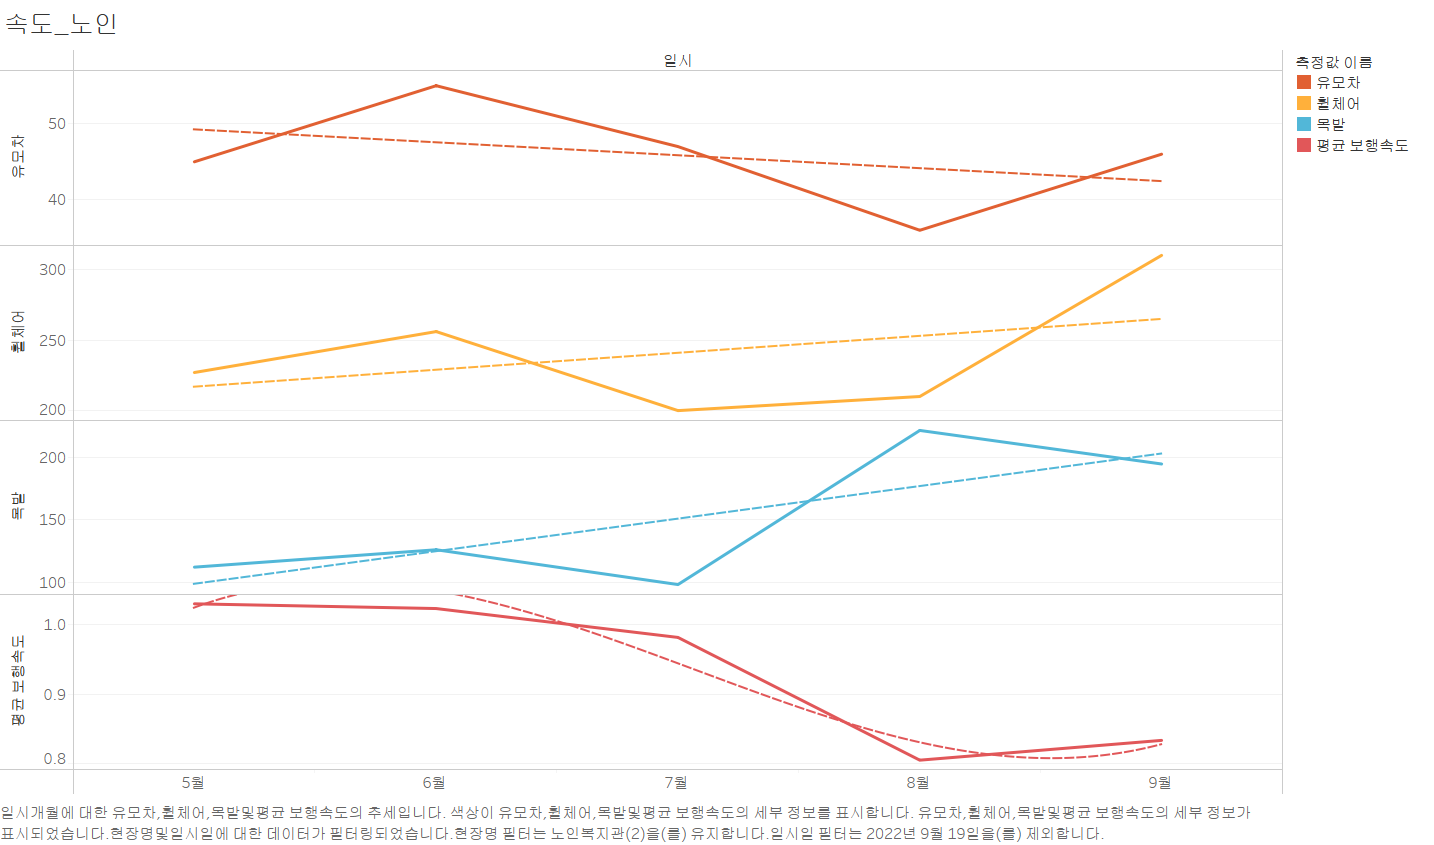 속도_노인
일시
측정값 이름
유모차
휠체어
목발
평균 보행속도
유모차
50
40
휠체어
300
250
200
목발
200
150
100
평균 보행속도
1.0
0.9
0.8
5월
6월
7월
8월
9월
일시개월에 대한 유모차,휠체어,목발및평균 보행속도의 추세입니다. 색상이 유모차,휠체어,목발및평균 보행속도의 세부 정보를 표시합니다. 유모차,휠체어,목발및평균 보행속도의 세부 정보가
표시되었습니다.현장명및일시일에 대한 데이터가 필터링되었습니다.현장명 필터는 노인복지관(2)을(를) 유지합니다.일시일 필터는 2022년 9월 19일을(를) 제외합니다.